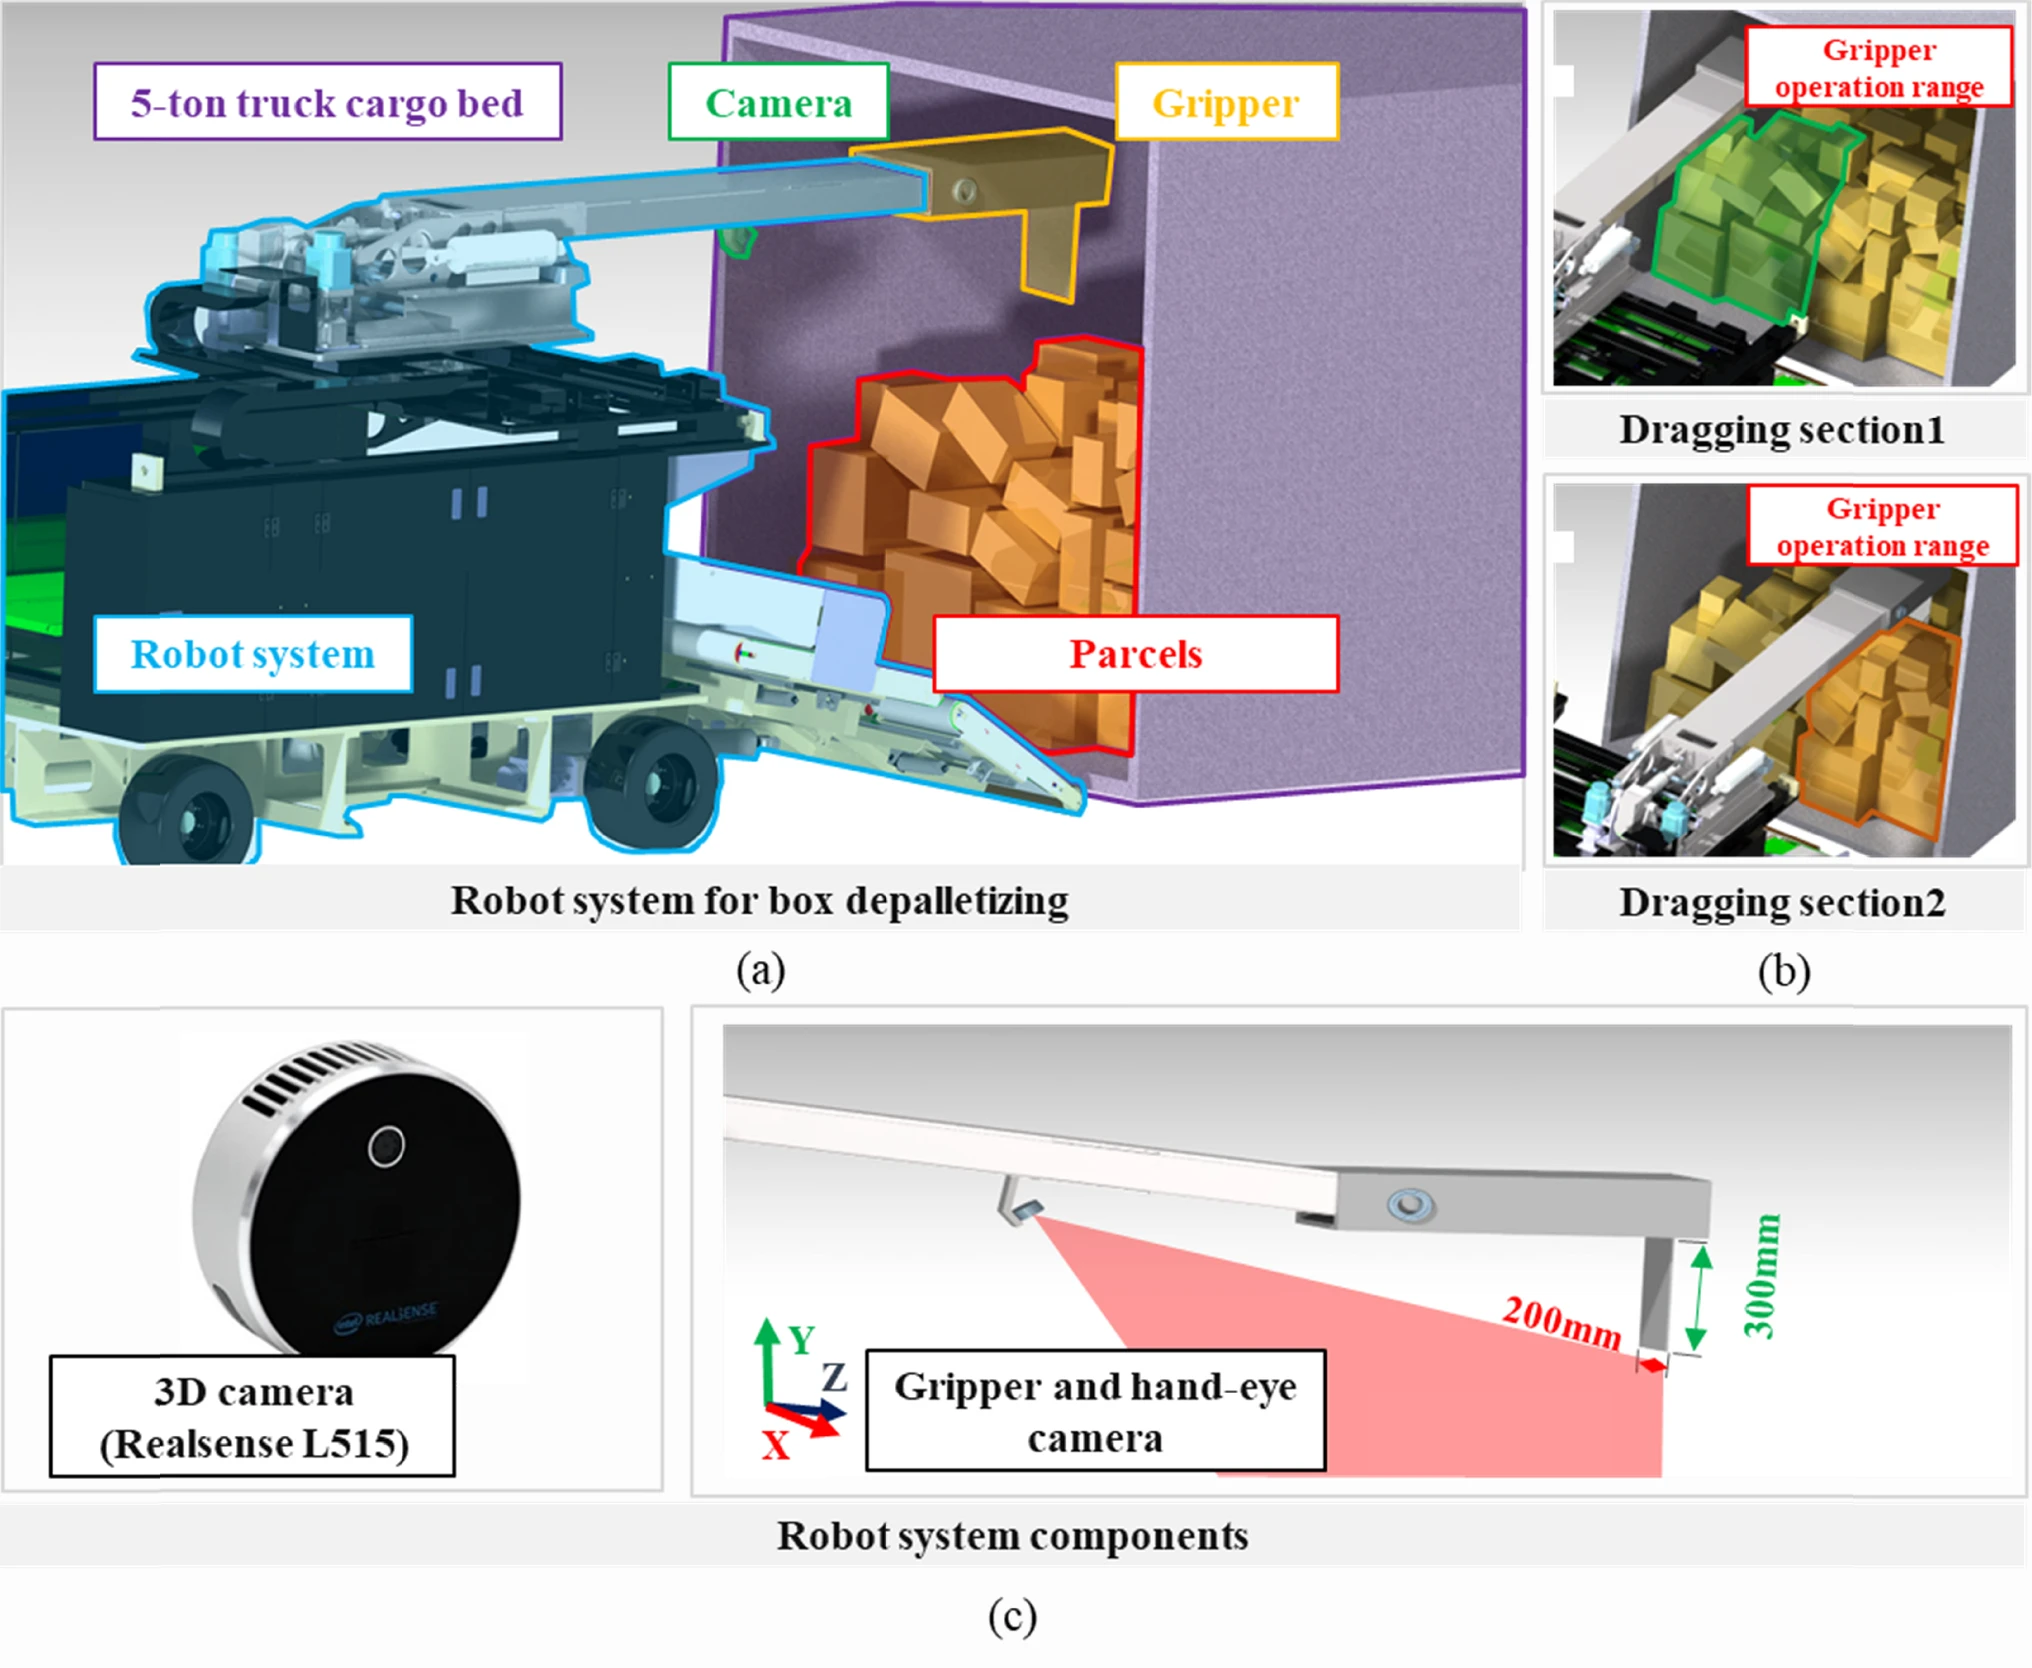 5-ton truck cargo bed
Camera
Gripper
Robot system
Parcels
Robot system for box depalletizing
(a)
Gripper
operation range
Dragging section1
Gripper
operation range
Dragging section2
(b)
intel REALSENSE
3D camera
(Realsense L515)
300mm
200mm
Y
Z
X
Gripper and hand-eye
camera
Robot system components
(c)